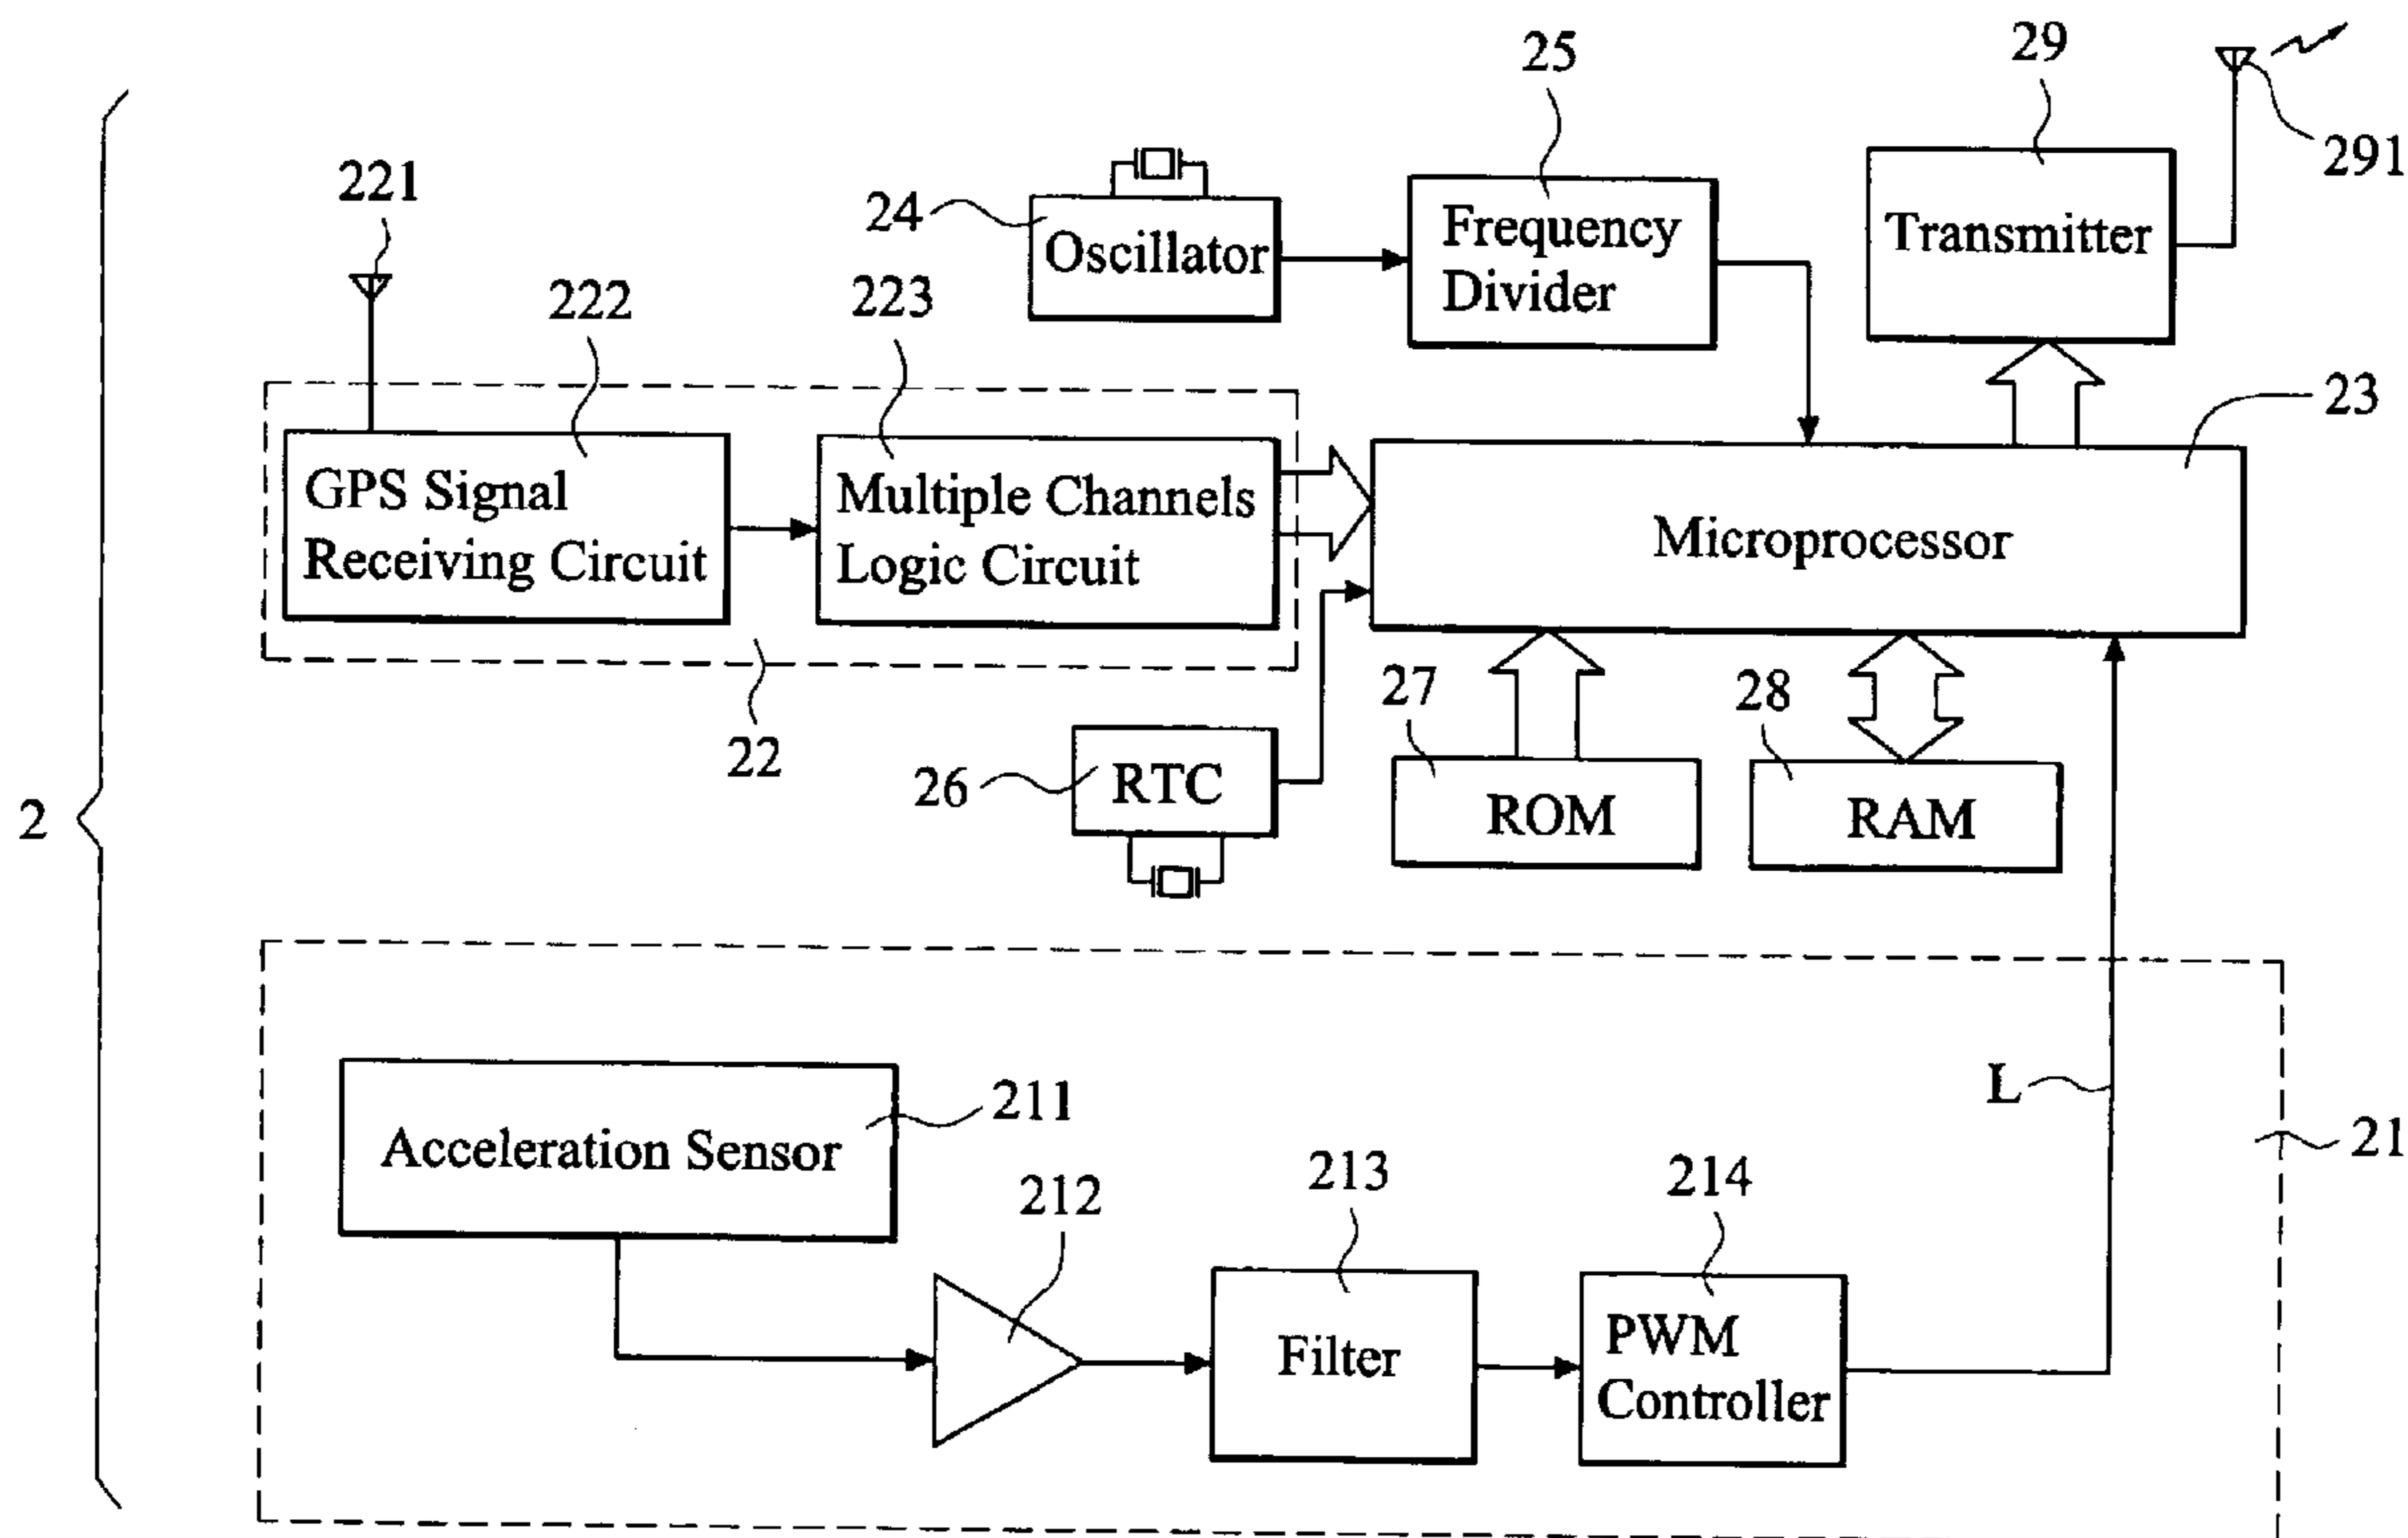 25
29
291
221
24
Oscillator
Frequency
Divider
Transmitter
222
223
23
GPS Signal
Receiving Circuit
Multiple Channels
Logic Circuit
Microprocessor
22
26
RTC
27
ROM
28
RAM
2
Acceleration Sensor
211
L
21
212
213
214
Filter
PWM
Controller